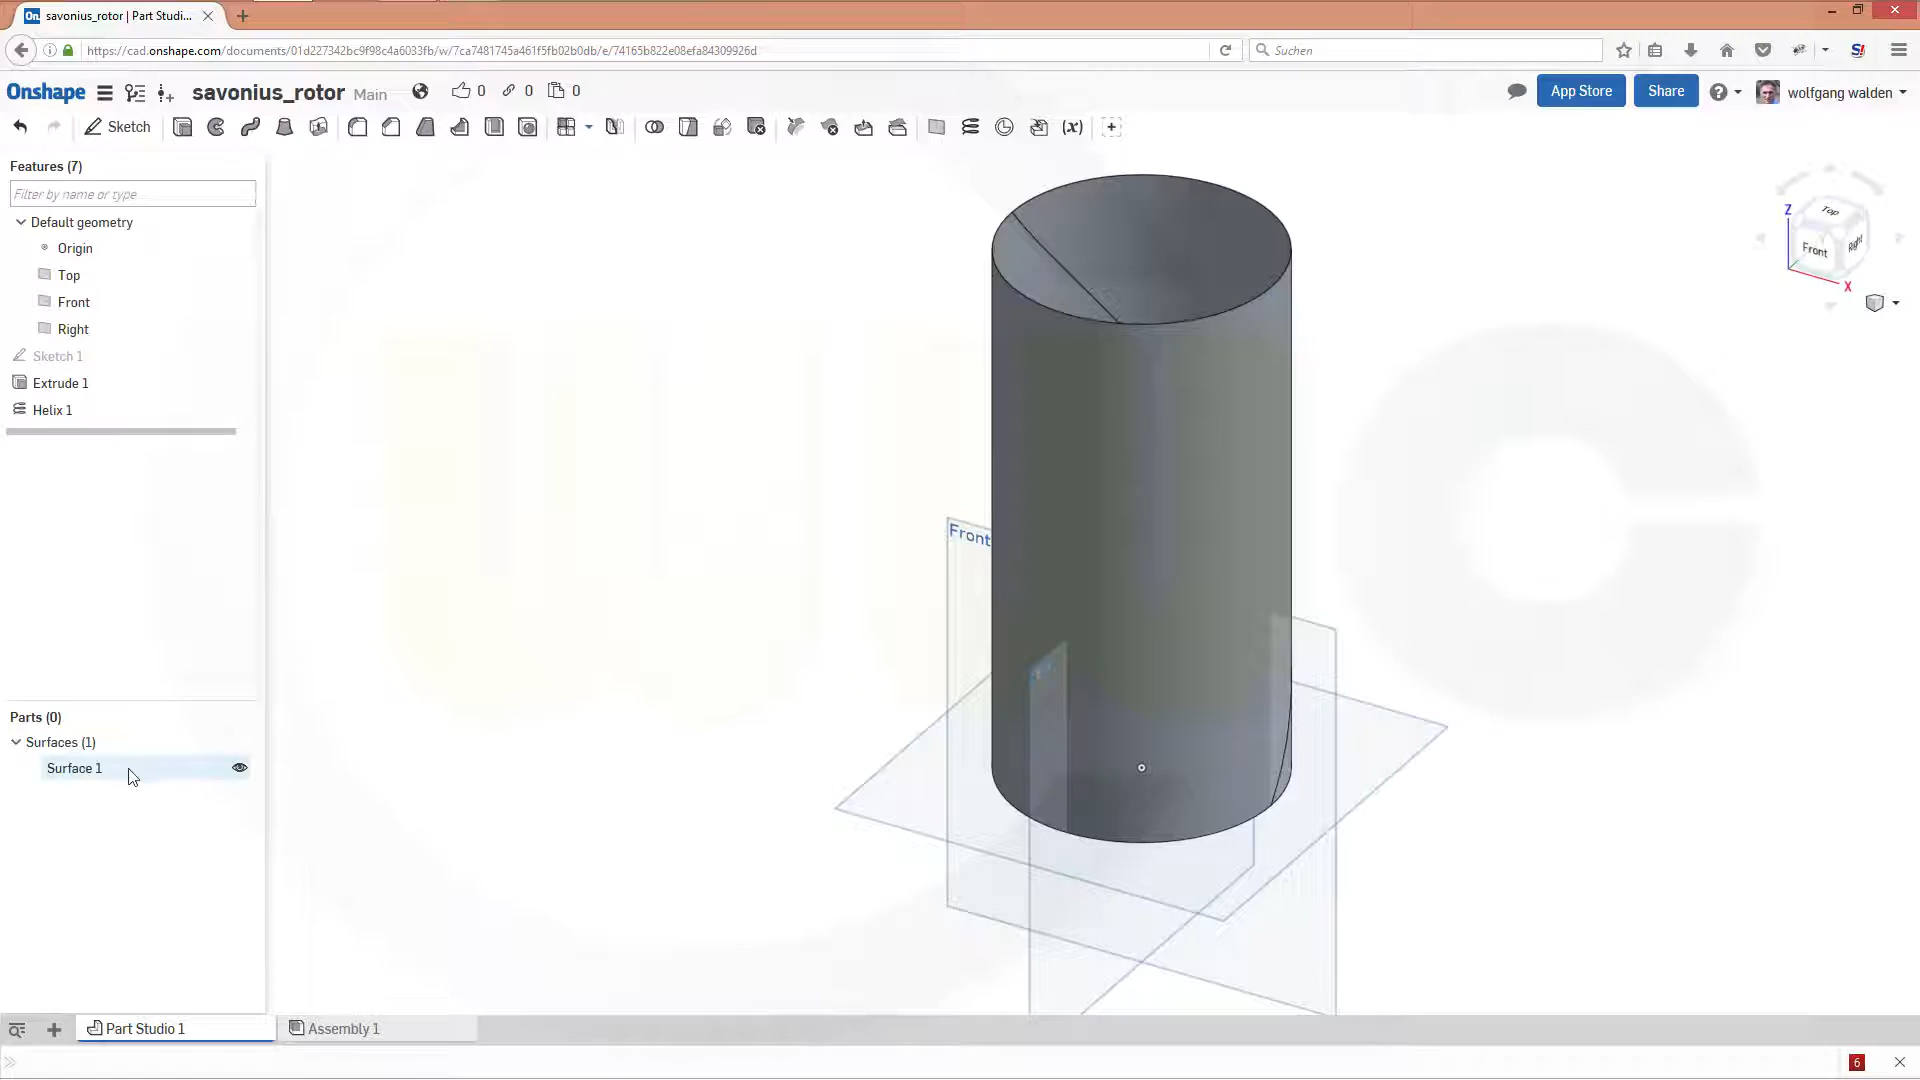 savonius_rotor | Part Studi...
https://cad.onshape.com/documents/01d227342bc9f98c4a6033fb/w/7ca7481745a461f5fb02b0db/e/74165b822e08efa84309926d
Suchen
Onshape
savonius_rotor Main
0
0
0
App Store
Share
wolfgang walden
Sketch
(x)
Features (7)
Filter by name or type...
Default geometry
Origin
Top
Front
Right
Sketch 1
Extrude 1
Helix 1
Parts (0)
Surfaces (1)
Surface 1
Front
Z
Top
Front
Right
X
Part Studio 1
Assembly 1
6